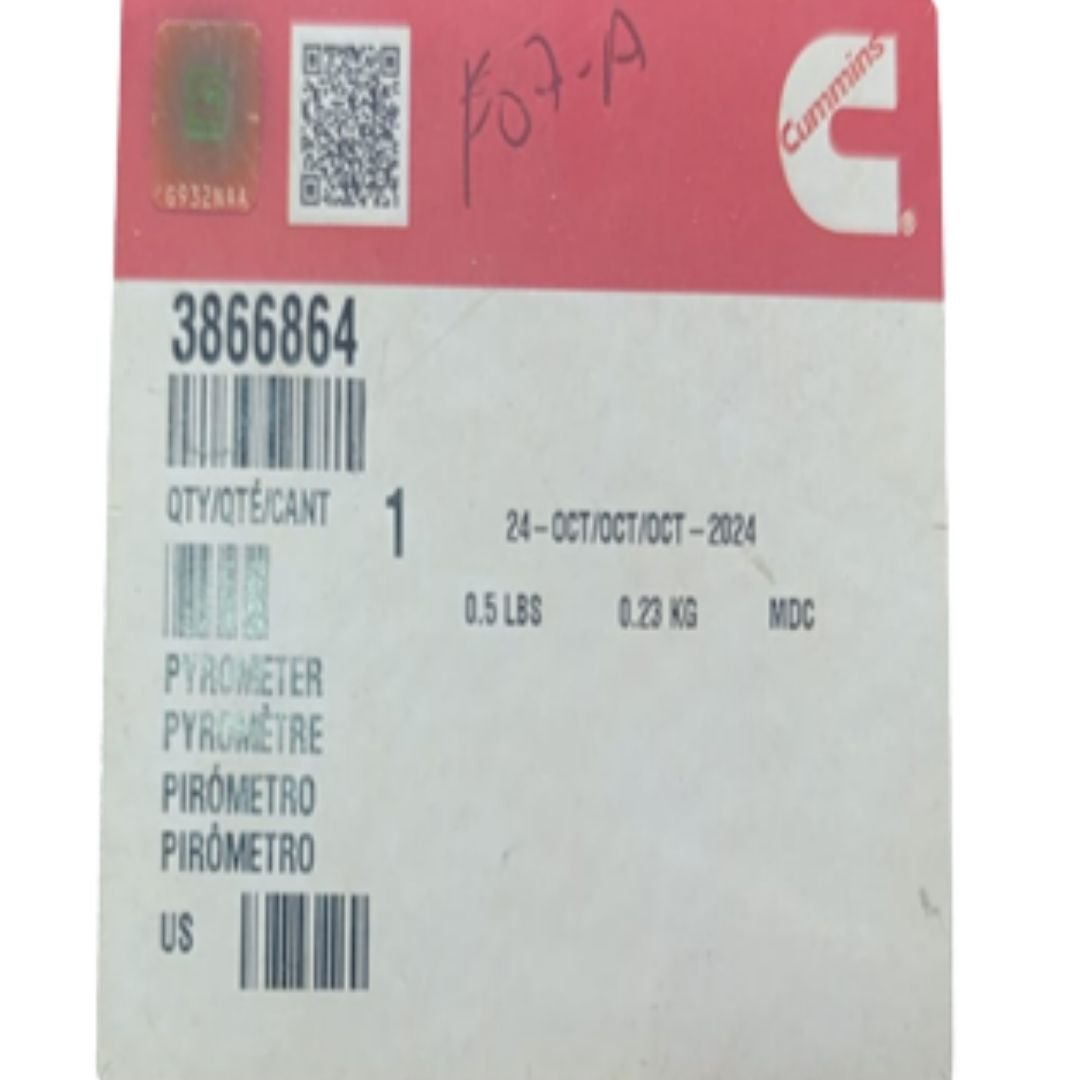 G932NAA
F07-A
Cummins
®
3866864
QTY/QTÉ/CANT 1 24-OCT/OCT/OCT-2024
0.5 LBS 0.23 KG MDC
PYROMETER
PYROMÈTRE
PIRÓMETRO
PIRÓMETRO
US